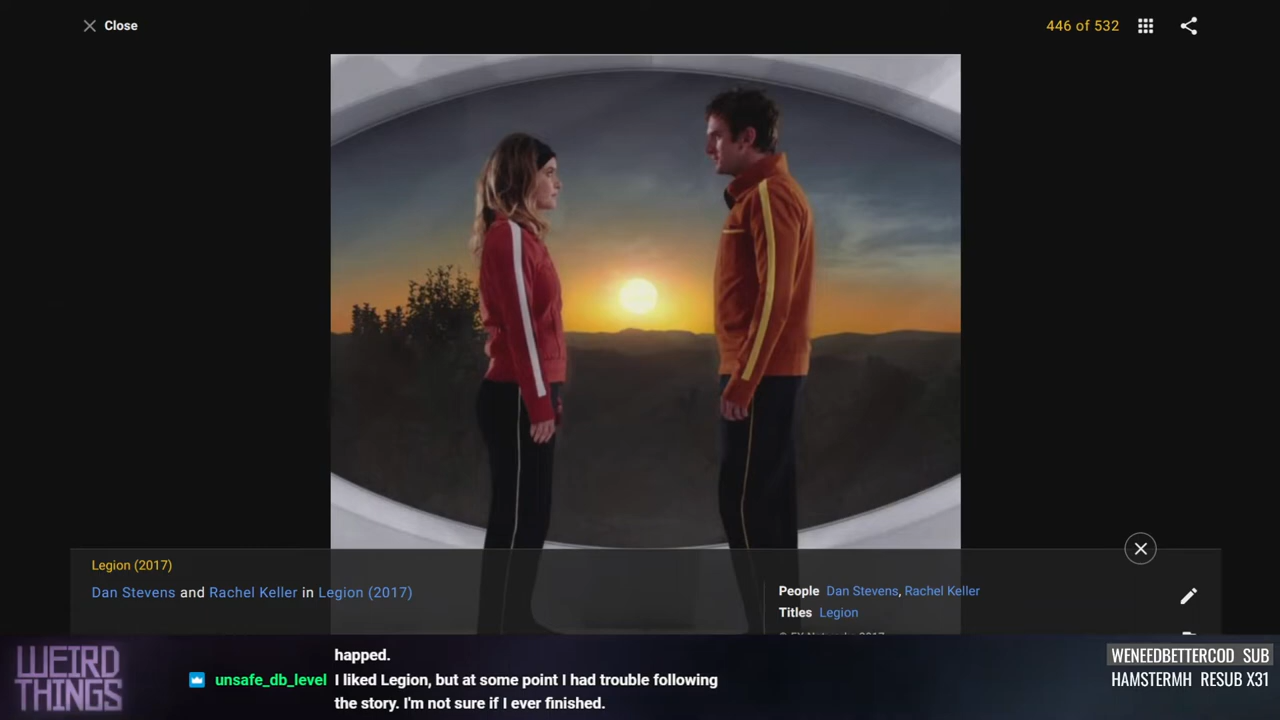 Close
446 of 532
Legion (2017)
Dan Stevens and Rachel Keller in Legion (2017)
People Dan Stevens, Rachel Keller
Titles Legion
WEIRD
THINGS
happed.
unsafe_db_level I liked Legion, but at some point I had trouble following
the story. I'm not sure if I ever finished.
WENEEDBETTERCOD SUB
HAMSTERMH RESUB X31